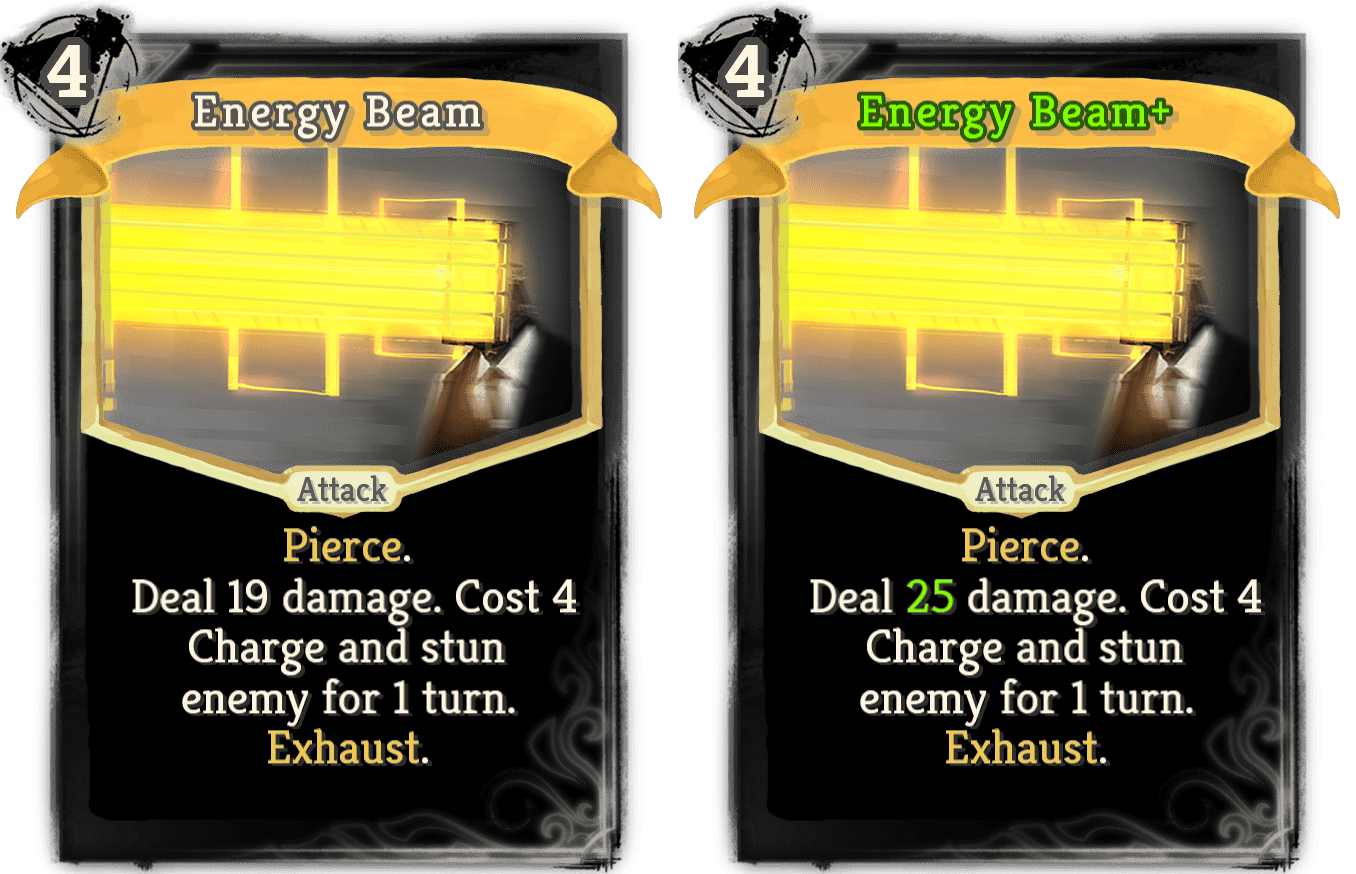 4
Energy Beam
Attack
Pierce.
Deal 19 damage. Cost 4
Charge and stun
enemy for 1 turn.
Exhaust.
4
Energy Beam+
Attack
Pierce.
Deal 25 damage. Cost 4
Charge and stun
enemy for 1 turn.
Exhaust.